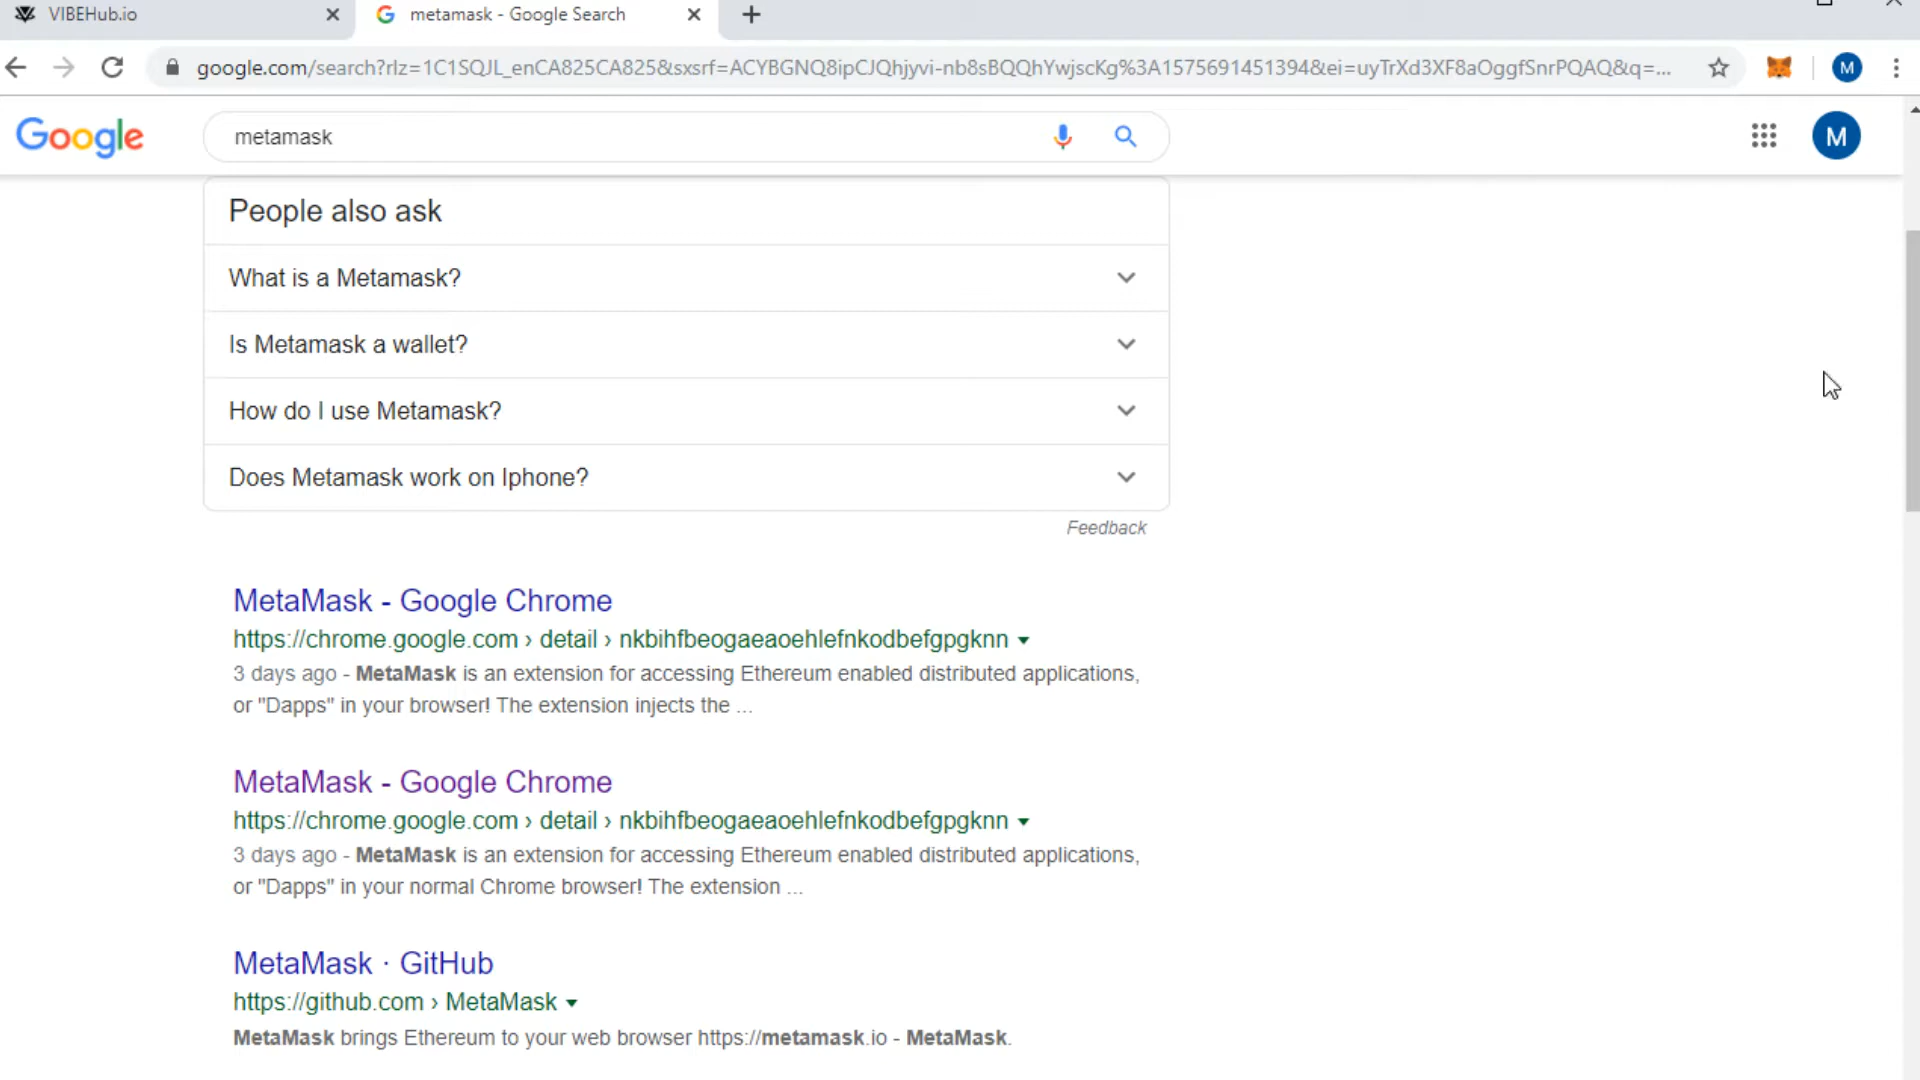 VIBEHub.io
metamask - Google Search
google.com/search?rlz=1C1SQJL_enCA825CA825&sxsrf=ACYBGNQ8ipCJQhjyvi-nb8sBQQhYwjscKg%3A1575691451394&ei=uyTrXd3XF8aOggfSnrPQAQ&q=...
M
Google
metamask
M
People also ask
What is a Metamask?
Is Metamask a wallet?
How do I use Metamask?
Does Metamask work on Iphone?
Feedback
MetaMask - Google Chrome
https://chrome.google.com › detail › nkbihfbeogaeaoehlefnkodbefgpgknn
3 days ago - MetaMask is an extension for accessing Ethereum enabled distributed applications,
or "Dapps" in your browser! The extension injects the ...
MetaMask - Google Chrome
https://chrome.google.com › detail › nkbihfbeogaeaoehlefnkodbefgpgknn
3 days ago - MetaMask is an extension for accessing Ethereum enabled distributed applications,
or "Dapps" in your normal Chrome browser! The extension ...
MetaMask · GitHub
https://github.com › MetaMask
MetaMask brings Ethereum to your web browser https://metamask.io - MetaMask.